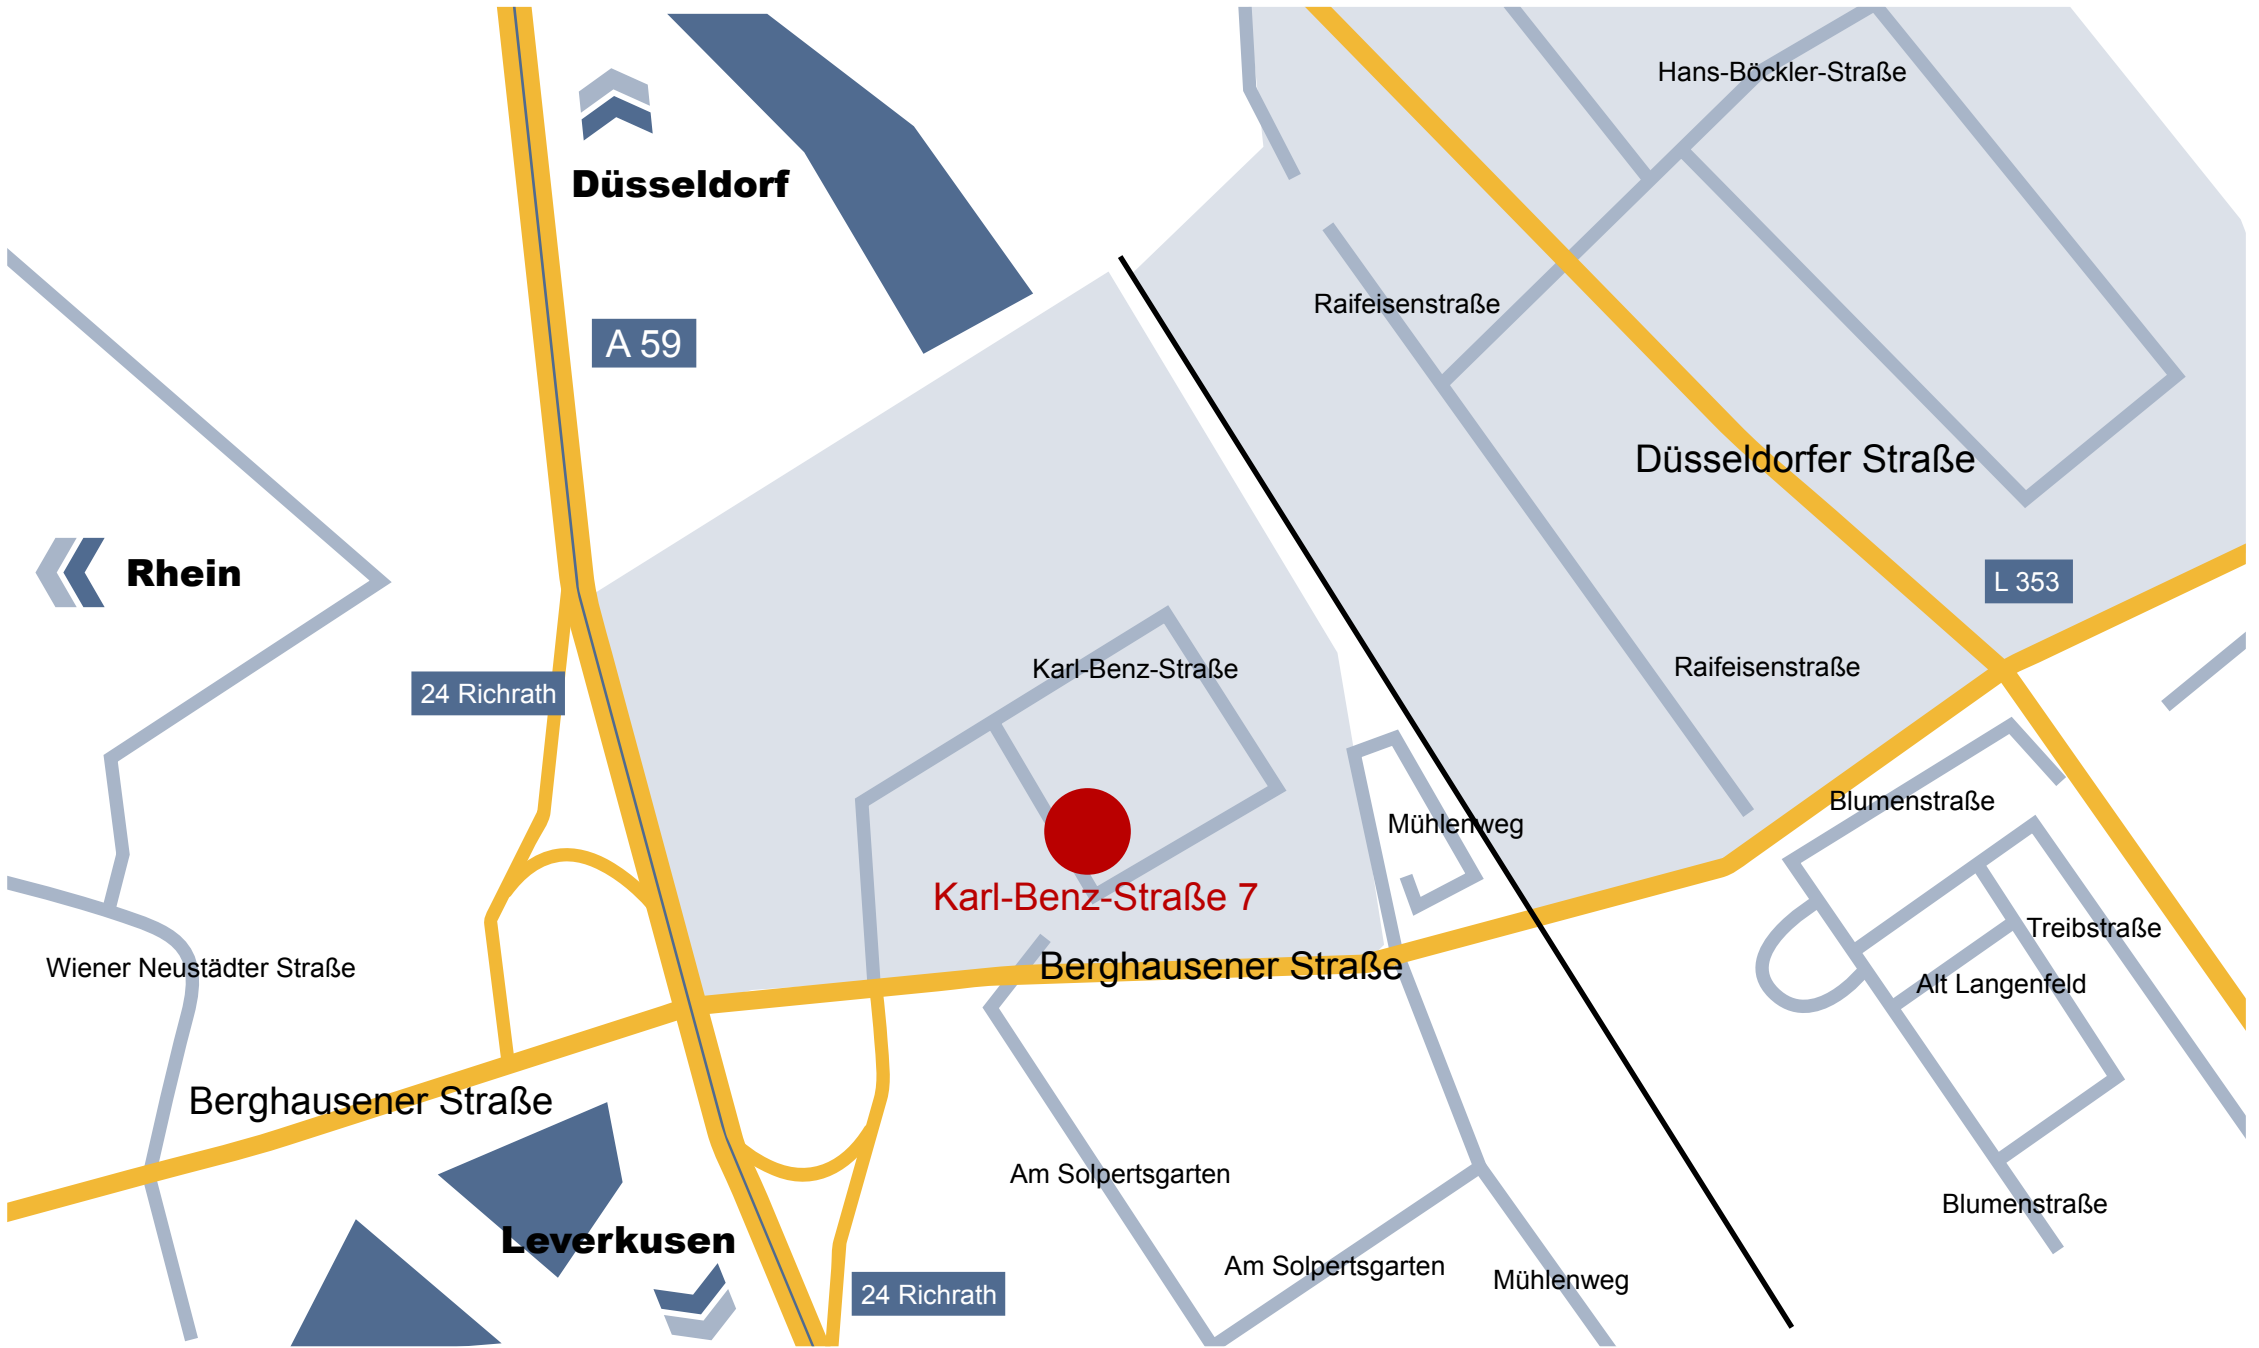 Hans-Böckler-Straße
Düsseldorf
Raifeisenstraße
A 59
Düsseldorfer Straße
Rhein
L 353
Karl-Benz-Straße
Raifeisenstraße
24 Richrath
Blumenstraße
Mühlenweg
Karl-Benz-Straße 7
Treibstraße
Wiener Neustädter Straße
Berghausener Straße
Alt Langenfeld
Berghausener Straße
Am Solpertsgarten
Blumenstraße
Leverkusen
Am Solpertsgarten
Mühlenweg
24 Richrath